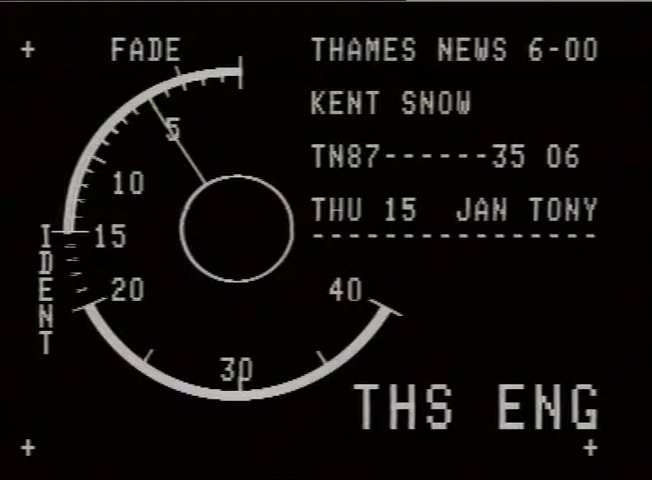 FADE
THAMES NEWS 6-00
KENT SNOW
TN87------35 06
THU 15 JAN TONY
----------------
5
10
15
20
30
40
IDENT
THS ENG